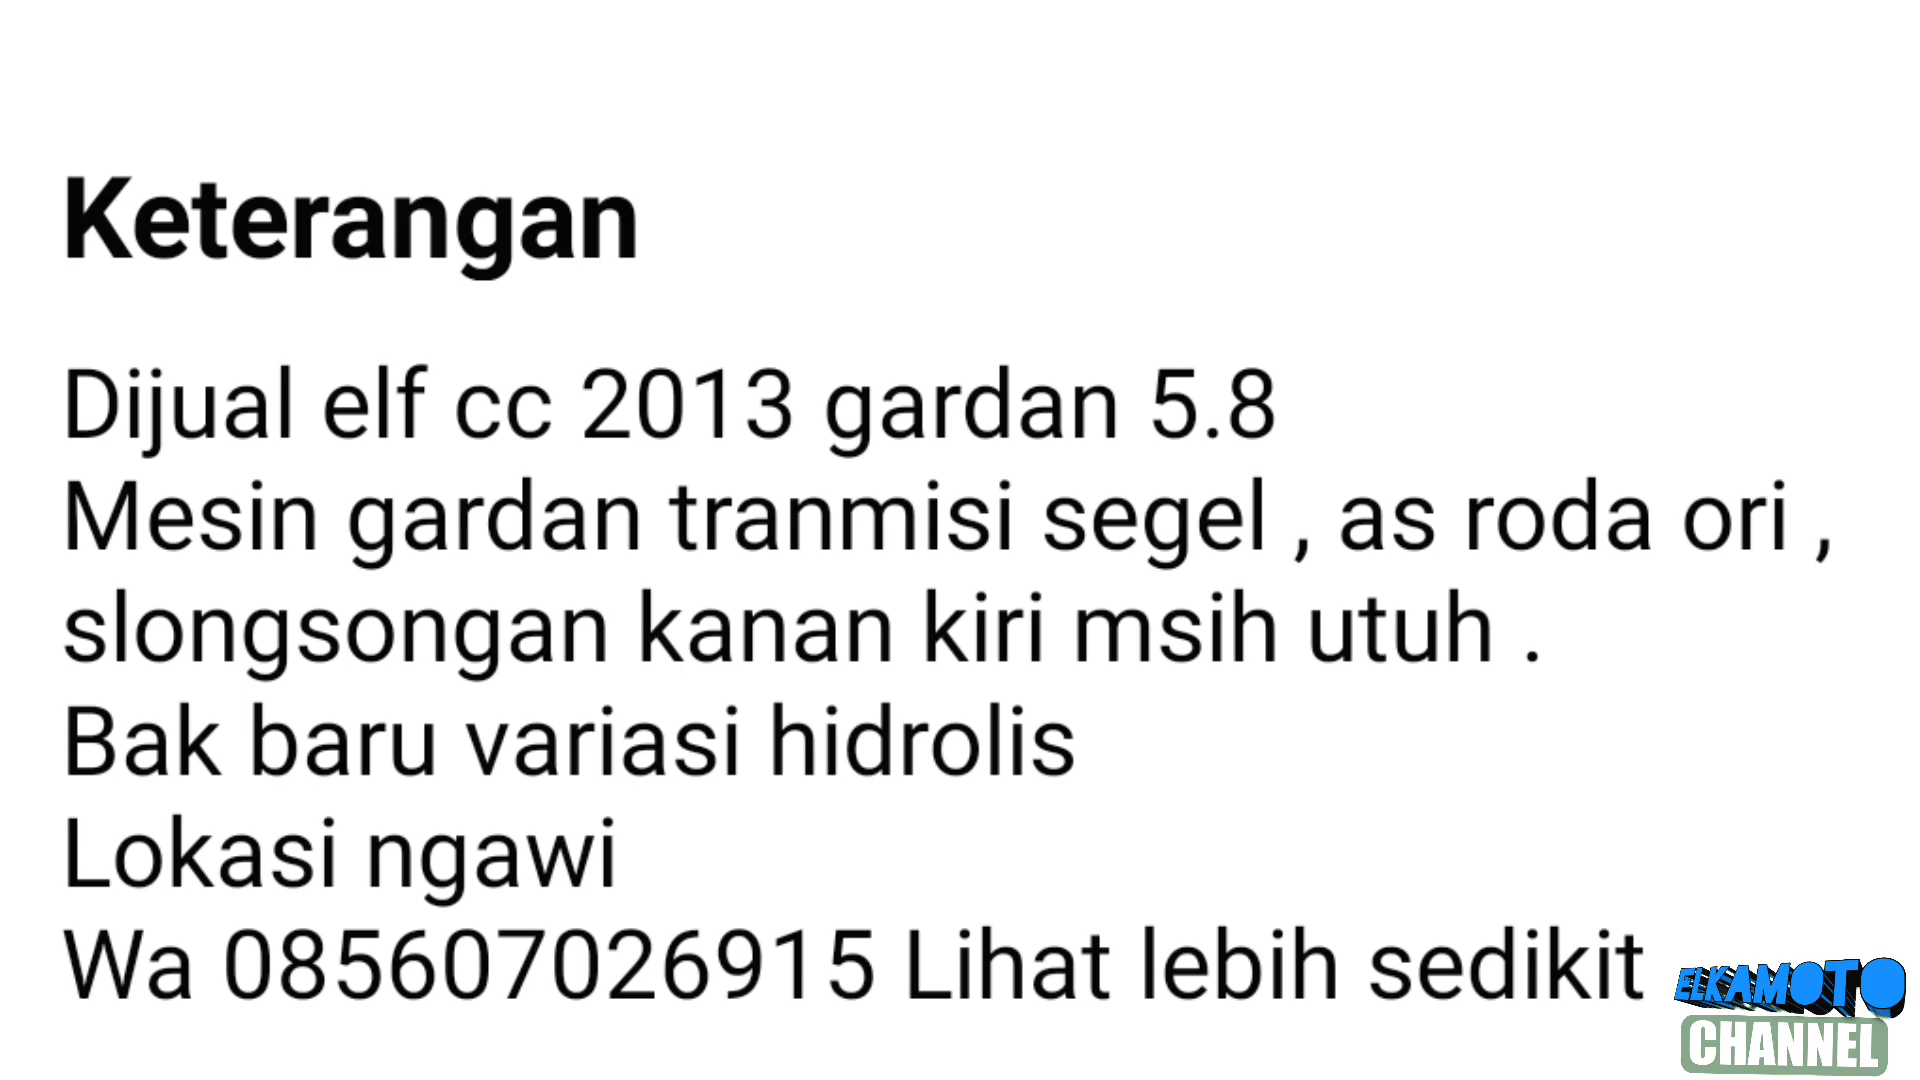 Keterangan
Dijual elf cc 2013 gardan 5.8
Mesin gardan tranmisi segel , as roda ori ,
slongsongan kanan kiri msih utuh .
Bak baru variasi hidrolis
Lokasi ngawi
Wa 085607026915 Lihat lebih sedikit
ELKAMOTO
CHANNEL